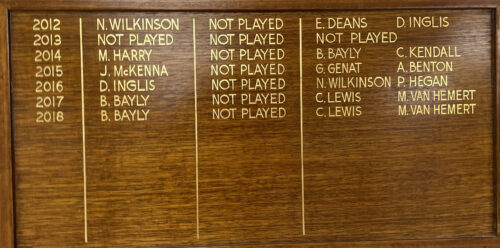 2012 N. WILKINSON NOT PLAYED E. DEANS D. INGLIS
2013 NOT PLAYED NOT PLAYED NOT PLAYED
2014 M. HARRY NOT PLAYED B. BAYLY C. KENDALL
2015 J. McKENNA NOT PLAYED G. GENAT A. BENTON
2016 D. INGLIS NOT PLAYED N. WILKINSON P. HEGAN
2017 B. BAYLY NOT PLAYED C. LEWIS M. VAN HEMERT
2018 B. BAYLY NOT PLAYED C. LEWIS M. VAN HEMERT